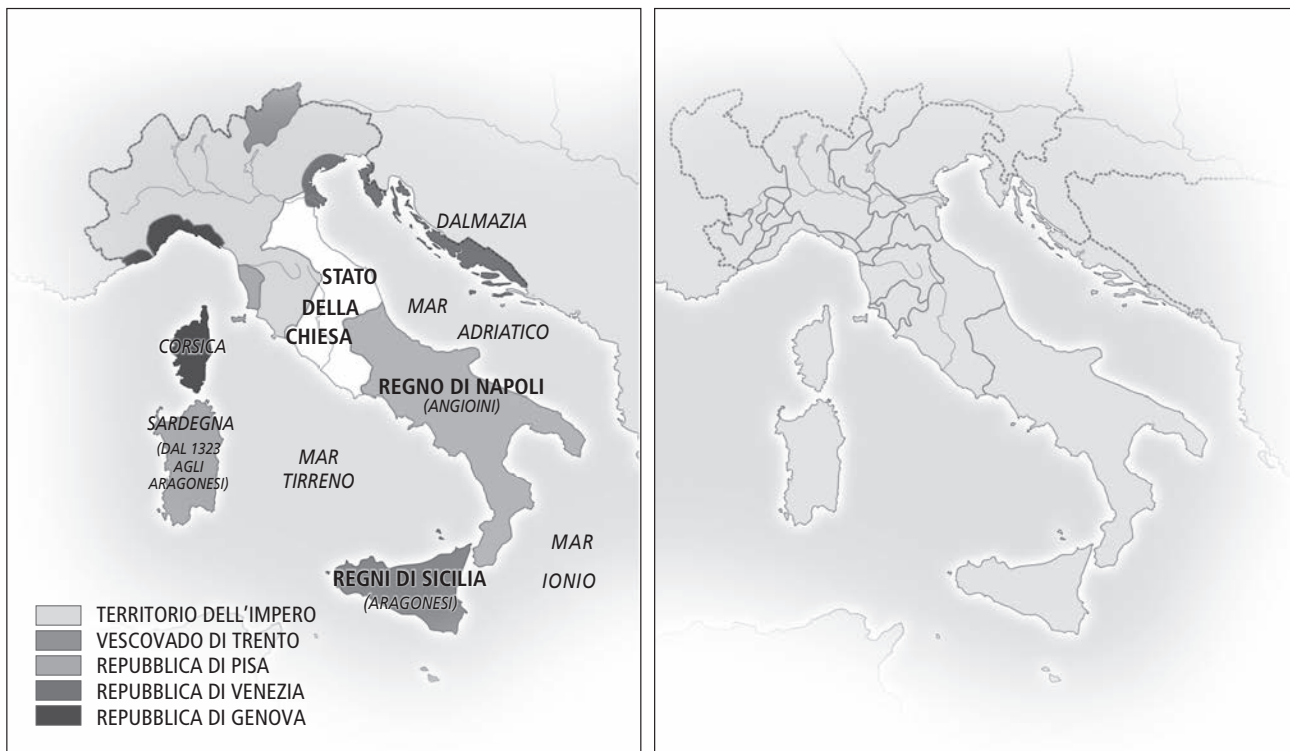 DALMAZIA
STATO
DELLA
CHIESA
MAR
ADRIATICO
CORSICA
REGNO DI NAPOLI
(ANGIOINI)
SARDEGNA
(DAL 1323
AGLI
ARAGONESI)
MAR
TIRRENO
MAR
IONIO
REGNI DI SICILIA
(ARAGONESI)
TERRITORIO DELL'IMPERO
VESCOVADO DI TRENTO
REPUBBLICA DI PISA
REPUBBLICA DI VENEZIA
REPUBBLICA DI GENOVA